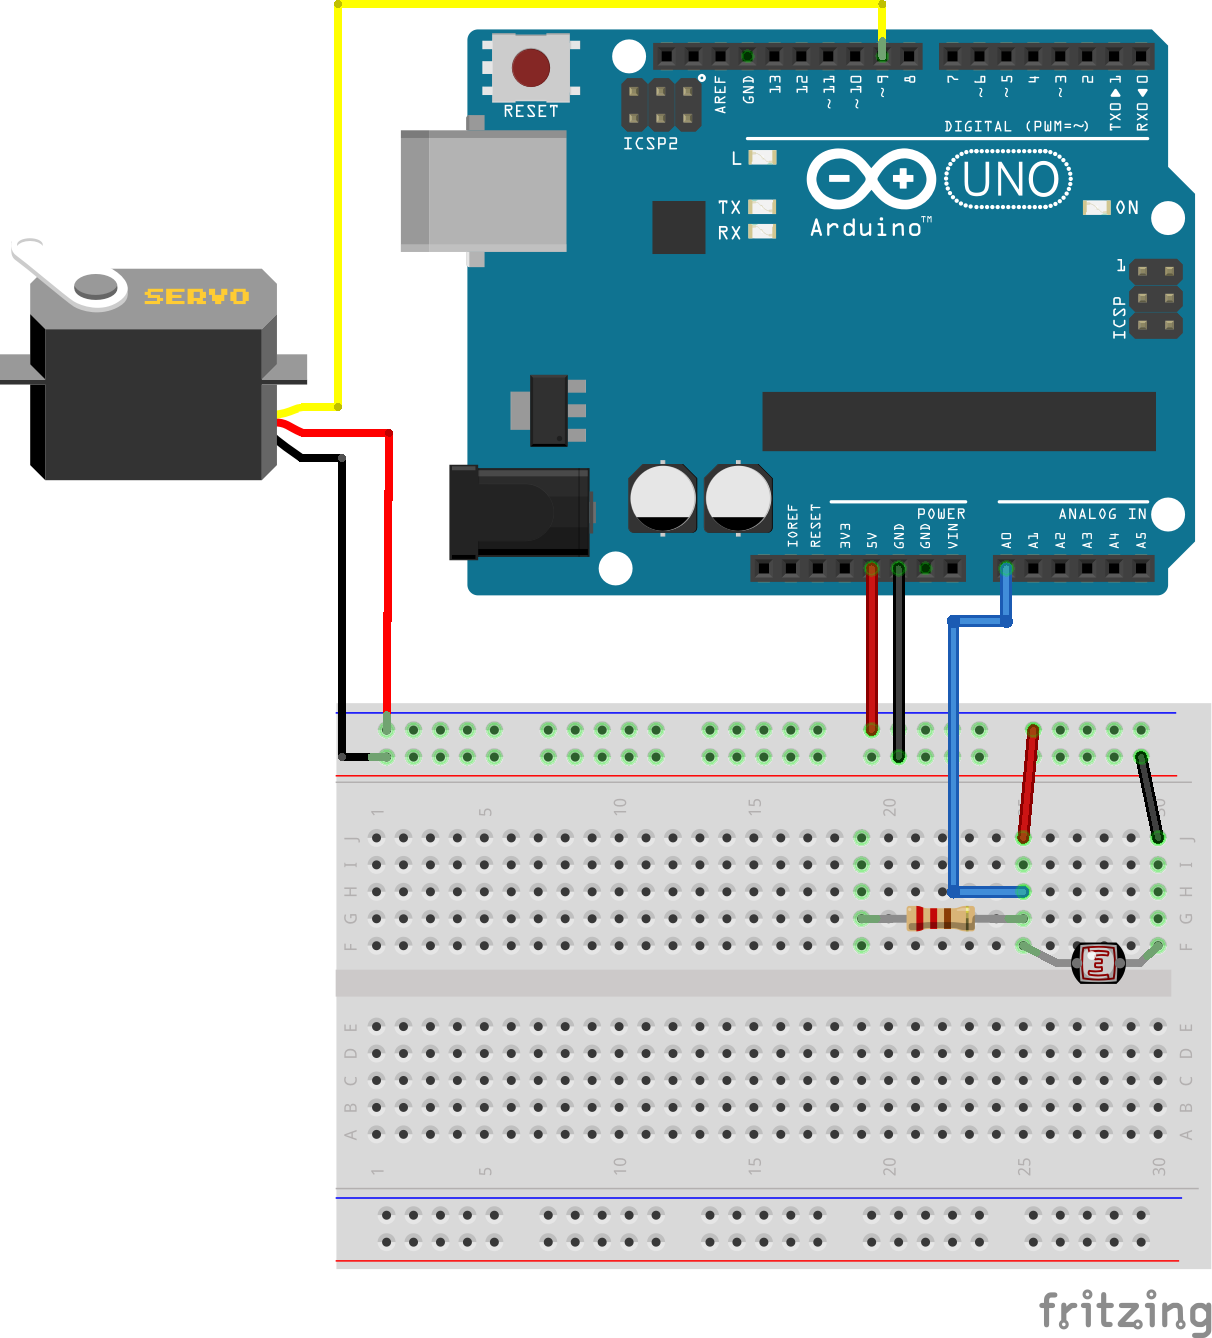 RESET
ICSP2
AREF
GND
13
12
~11
~10
~9
8
7
~6
~5
4
~3
2
TX0▶1
RX0◀0
DIGITAL (PWM=~)
L
TX
RX
Arduino™
UNO
ON
1
ICSP
SERVO
POWER
ANALOG IN
IOREF
RESET
3V3
5V
GND
GND
VIN
A0
A1
A2
A3
A4
A5
1 5 10 15 20 30
J J
I I
H H
G G
F F
E E
D D
C C
B B
A A
1 5 10 15 20 25 30
fritzing